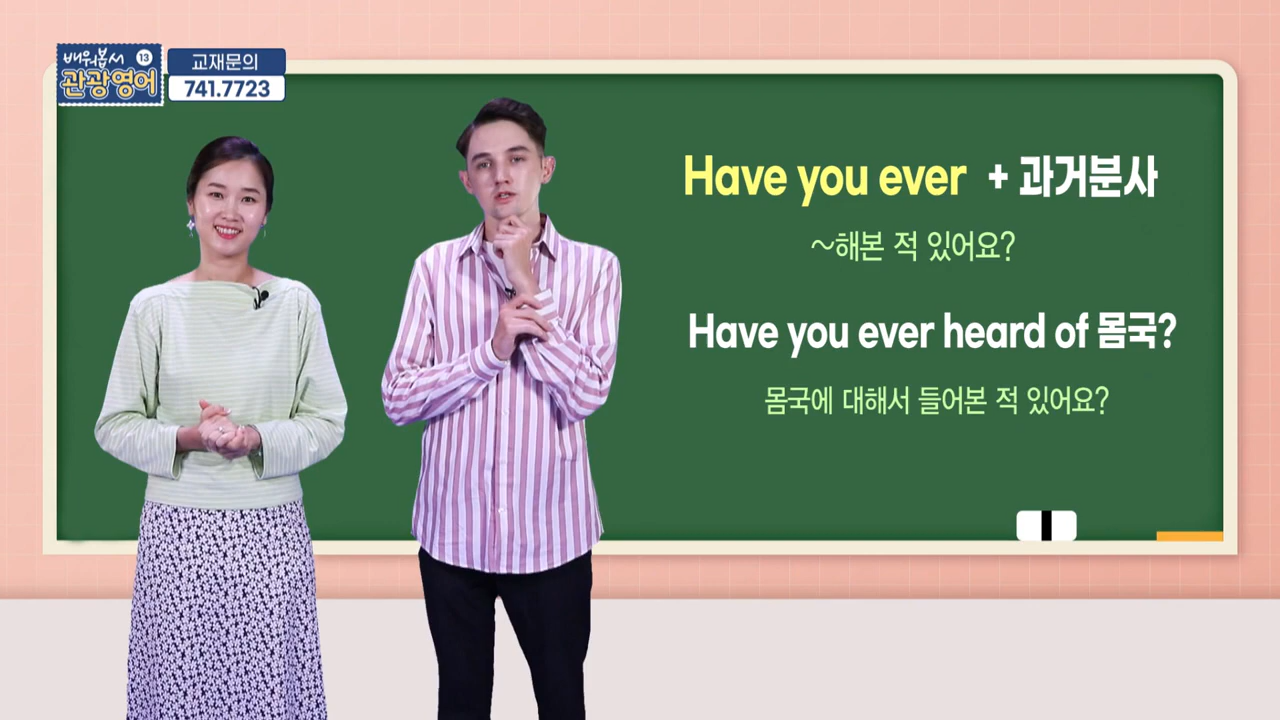 배워봅서 13
관광영어
교재문의
741.7723
Have you ever + 과거분사
~해본 적 있어요?
Have you ever heard of 몸국?
몸국에 대해서 들어본 적 있어요?